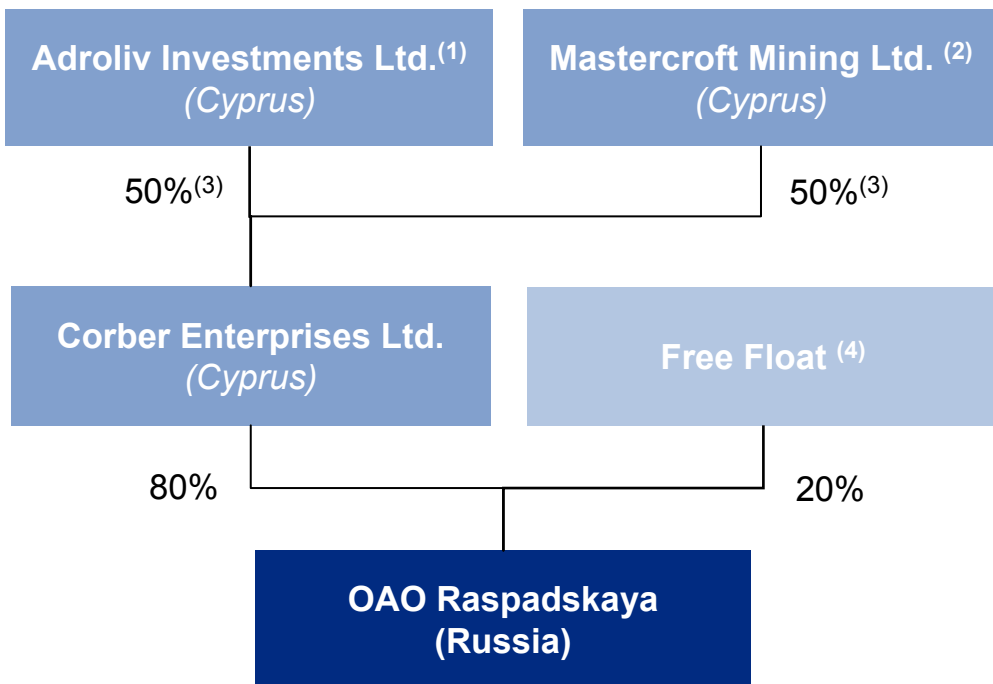 Adroliv Investments Ltd.(1)
(Cyprus)
Mastercroft Mining Ltd. (2)
(Cyprus)
50%(3)
50%(3)
Corber Enterprises Ltd.
(Cyprus)
Free Float (4)
80%
20%
OAO Raspadskaya
(Russia)